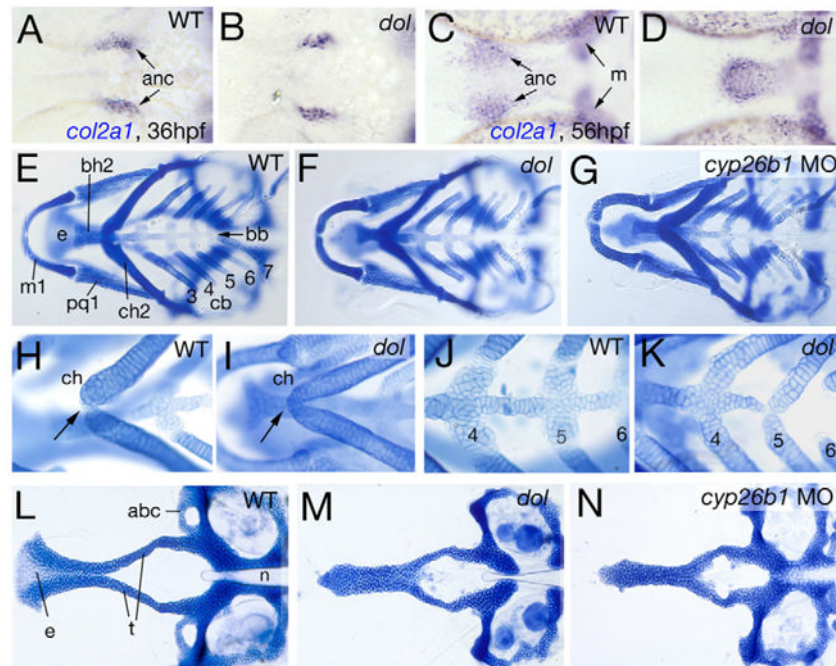 A WT
anc
col2a1, 36hpf
B dol
C WT
anc m
col2a1, 56hpf
D dol
E WT
bh2
e
bb
m1
pq1
ch2
3 4 5 6 7
cb
F dol
G cyp26b1 MO
H WT
ch
I dol
ch
J WT
4 5 6
K dol
4 5 6
L WT
abc
n
e t
M dol
N cyp26b1 MO